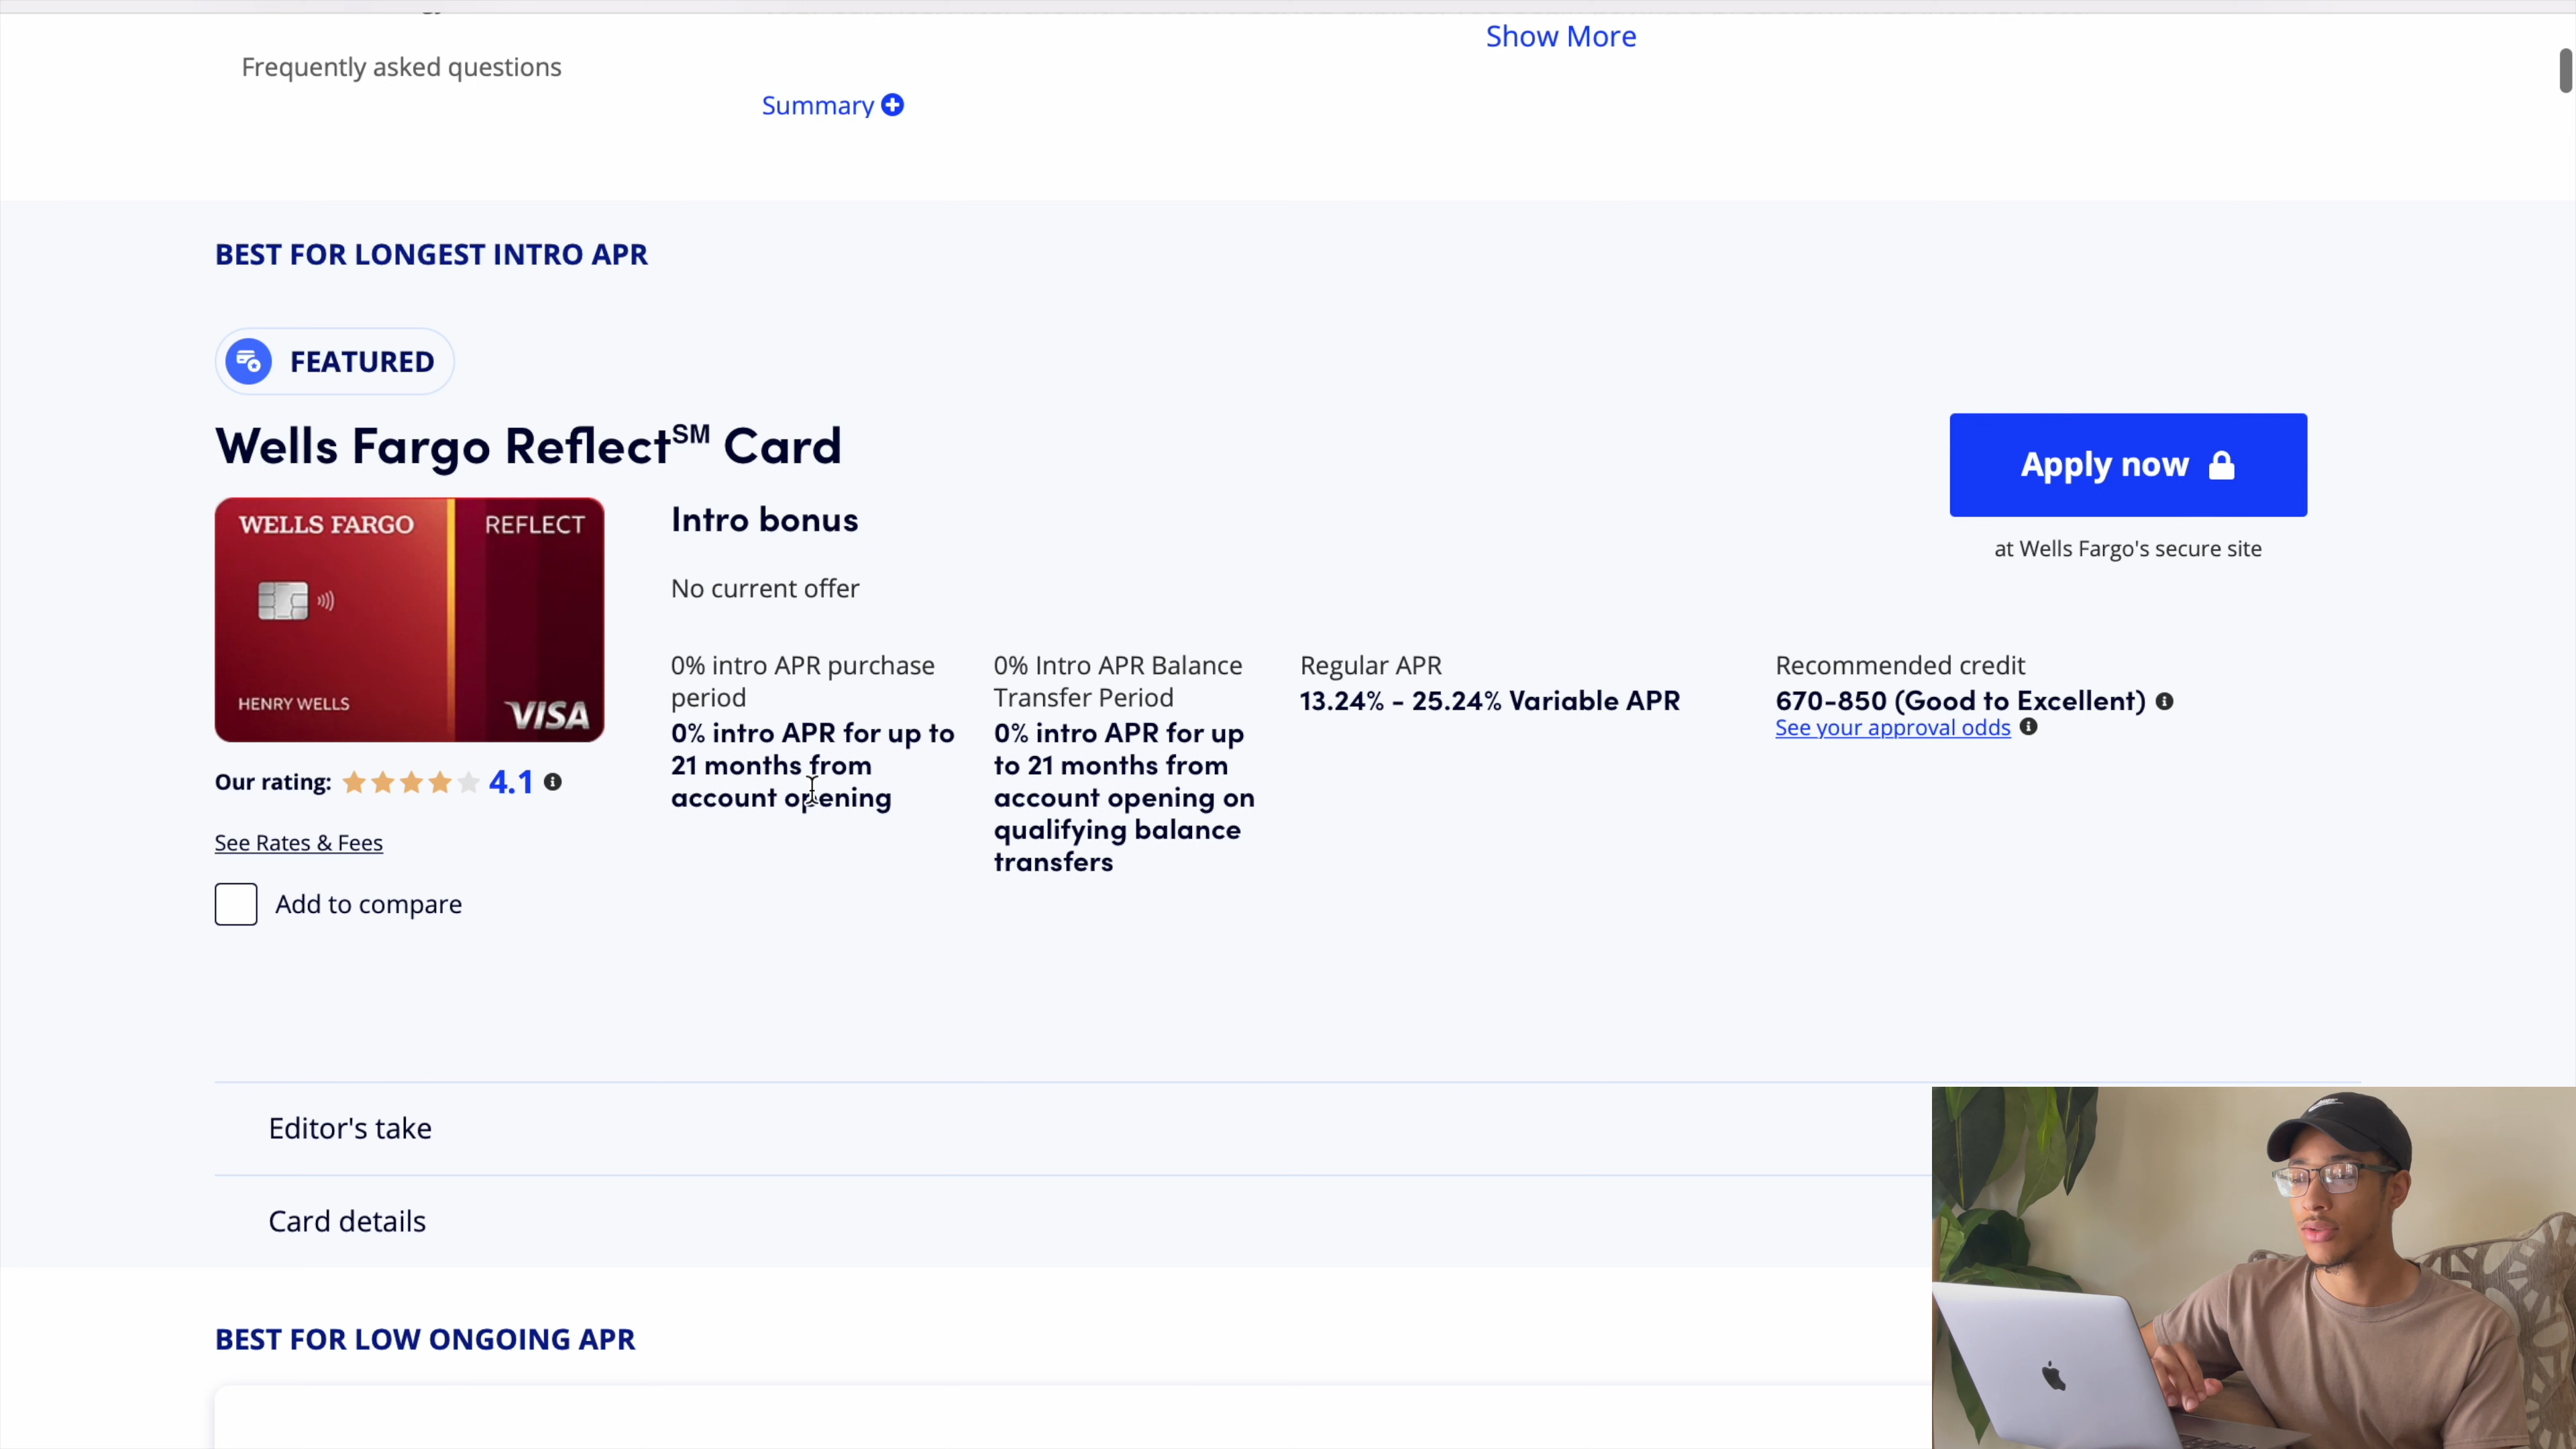 Show More
Frequently asked questions
Summary
BEST FOR LONGEST INTRO APR
FEATURED
Wells Fargo Reflect℠ Card
WELLS FARGO REFLECT
HENRY WELLS
VISA
Our rating: 4.1
See Rates & Fees
Add to compare
Intro bonus
No current offer
0% intro APR purchase
period
0% intro APR for up to
21 months from
account opening
0% Intro APR Balance
Transfer Period
0% intro APR for up
to 21 months from
account opening on
qualifying balance
transfers
Regular APR
13.24% - 25.24% Variable APR
Apply now
at Wells Fargo's secure site
Recommended credit
670-850 (Good to Excellent)
See your approval odds
Editor's take
Card details
BEST FOR LOW ONGOING APR